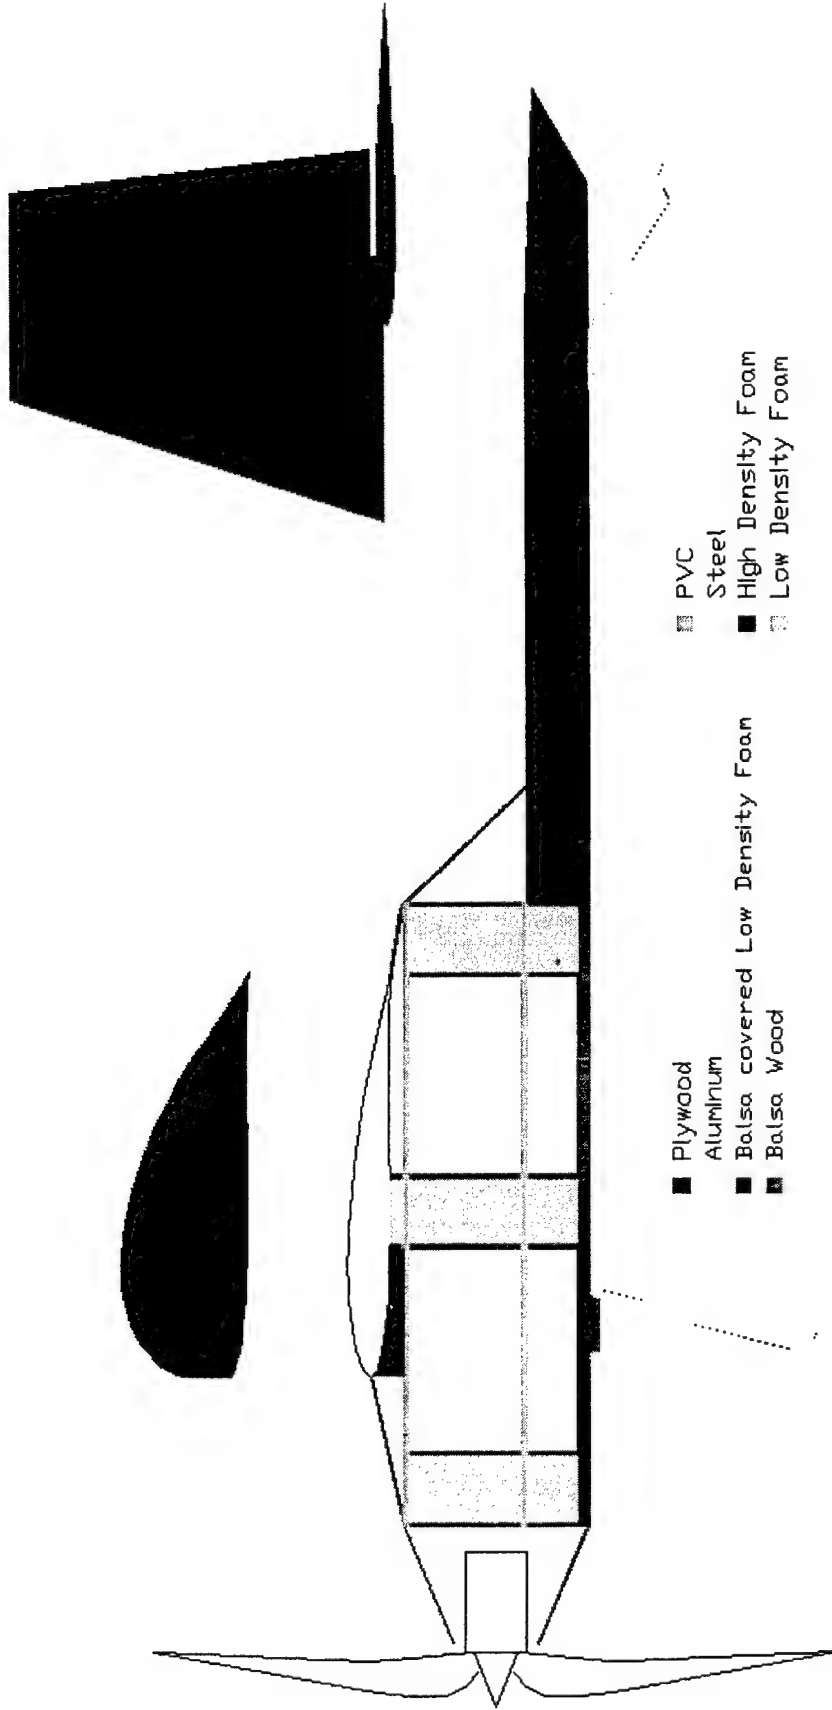 Plywood
Aluminum
Balsa covered Low Density Foam
Balsa Wood
PVC
Steel
High Density Foam
Low Density Foam